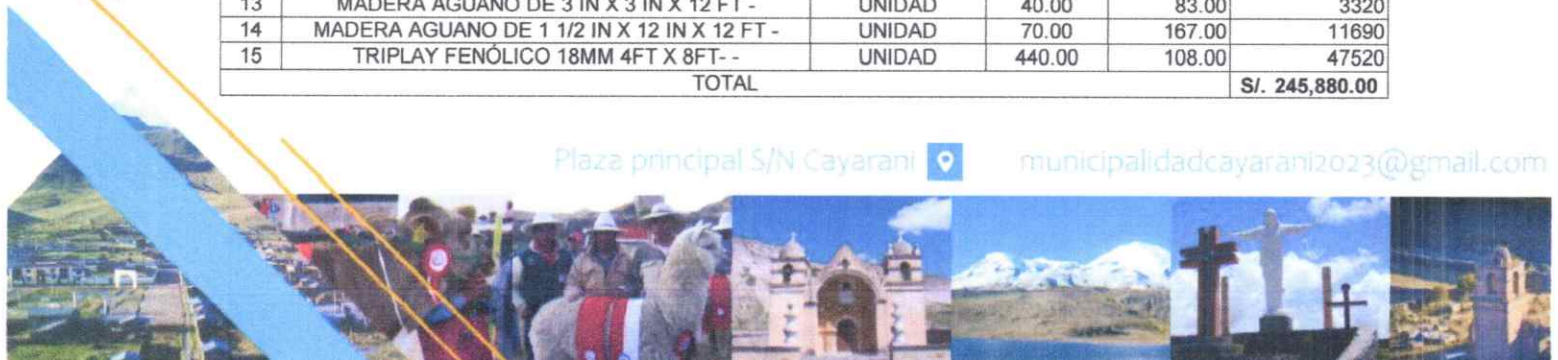 13 MADERA AGUANO DE 3 IN X 3 IN X 12 FT - UNIDAD 40.00 83.00 3320
14 MADERA AGUANO DE 1 1/2 IN X 12 IN X 12 FT - UNIDAD 70.00 167.00 11690
15 TRIPLAY FENÓLICO 18MM 4FT X 8FT- - UNIDAD 440.00 108.00 47520
TOTAL S/. 245,880.00
Plaza principal S/N Cayarani municipalidadcayarani2023@gmail.com